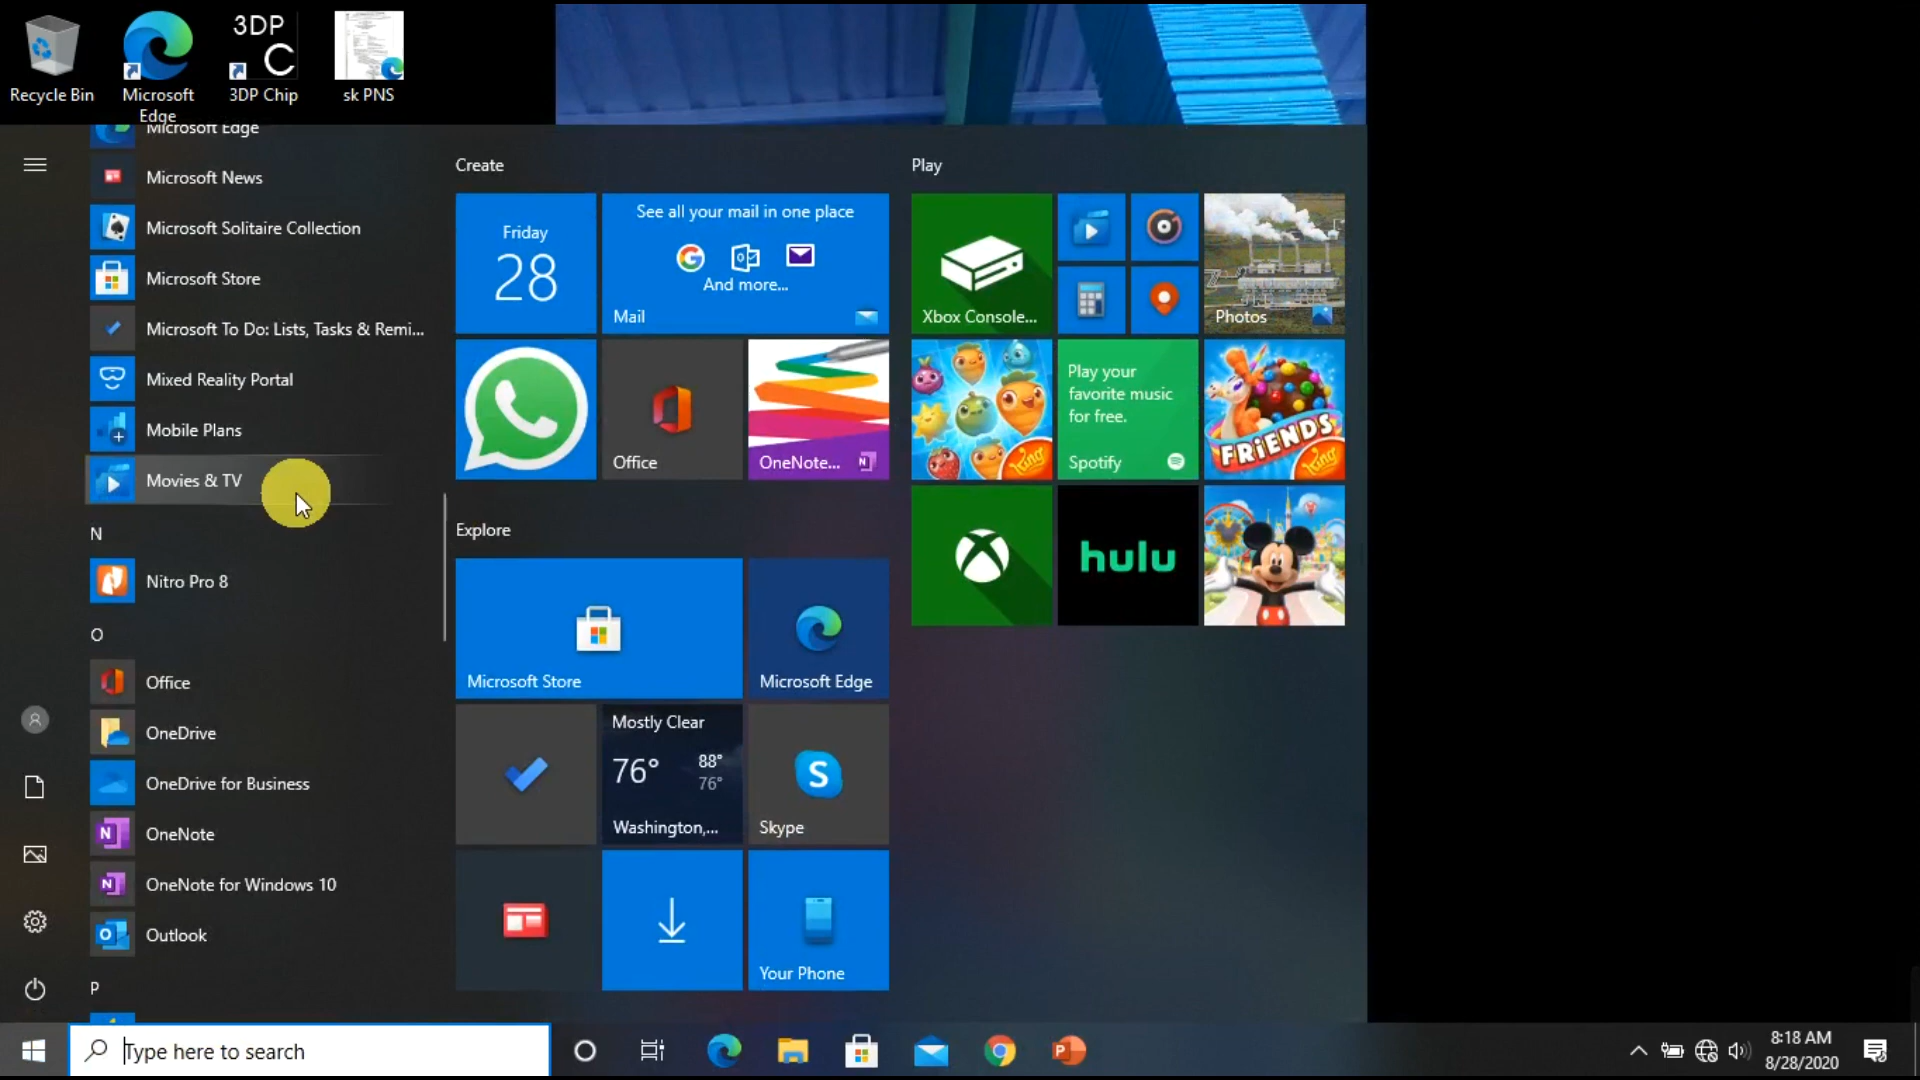 3DP
C
Recycle Bin
Microsoft
Edge
3DP Chip
sk PNS
Microsoft Edge
Microsoft News
Microsoft Solitaire Collection
Microsoft Store
Microsoft To Do: Lists, Tasks & Remi...
Mixed Reality Portal
Mobile Plans
Movies & TV
N
Nitro Pro 8
O
Office
OneDrive
OneDrive for Business
OneNote
OneNote for Windows 10
Outlook
P
Create
Friday
28
See all your mail in one place
And more...
Mail
Office
OneNote...
Explore
Microsoft Store
Microsoft Edge
Mostly Clear
76°
88°
76°
Washington,...
S
Skype
Your Phone
Play
Xbox Console...
Photos
King
Play your
favorite music
for free.
Spotify
FRIENDS
King
hulu
Type here to search
8:18 AM
8/28/2020